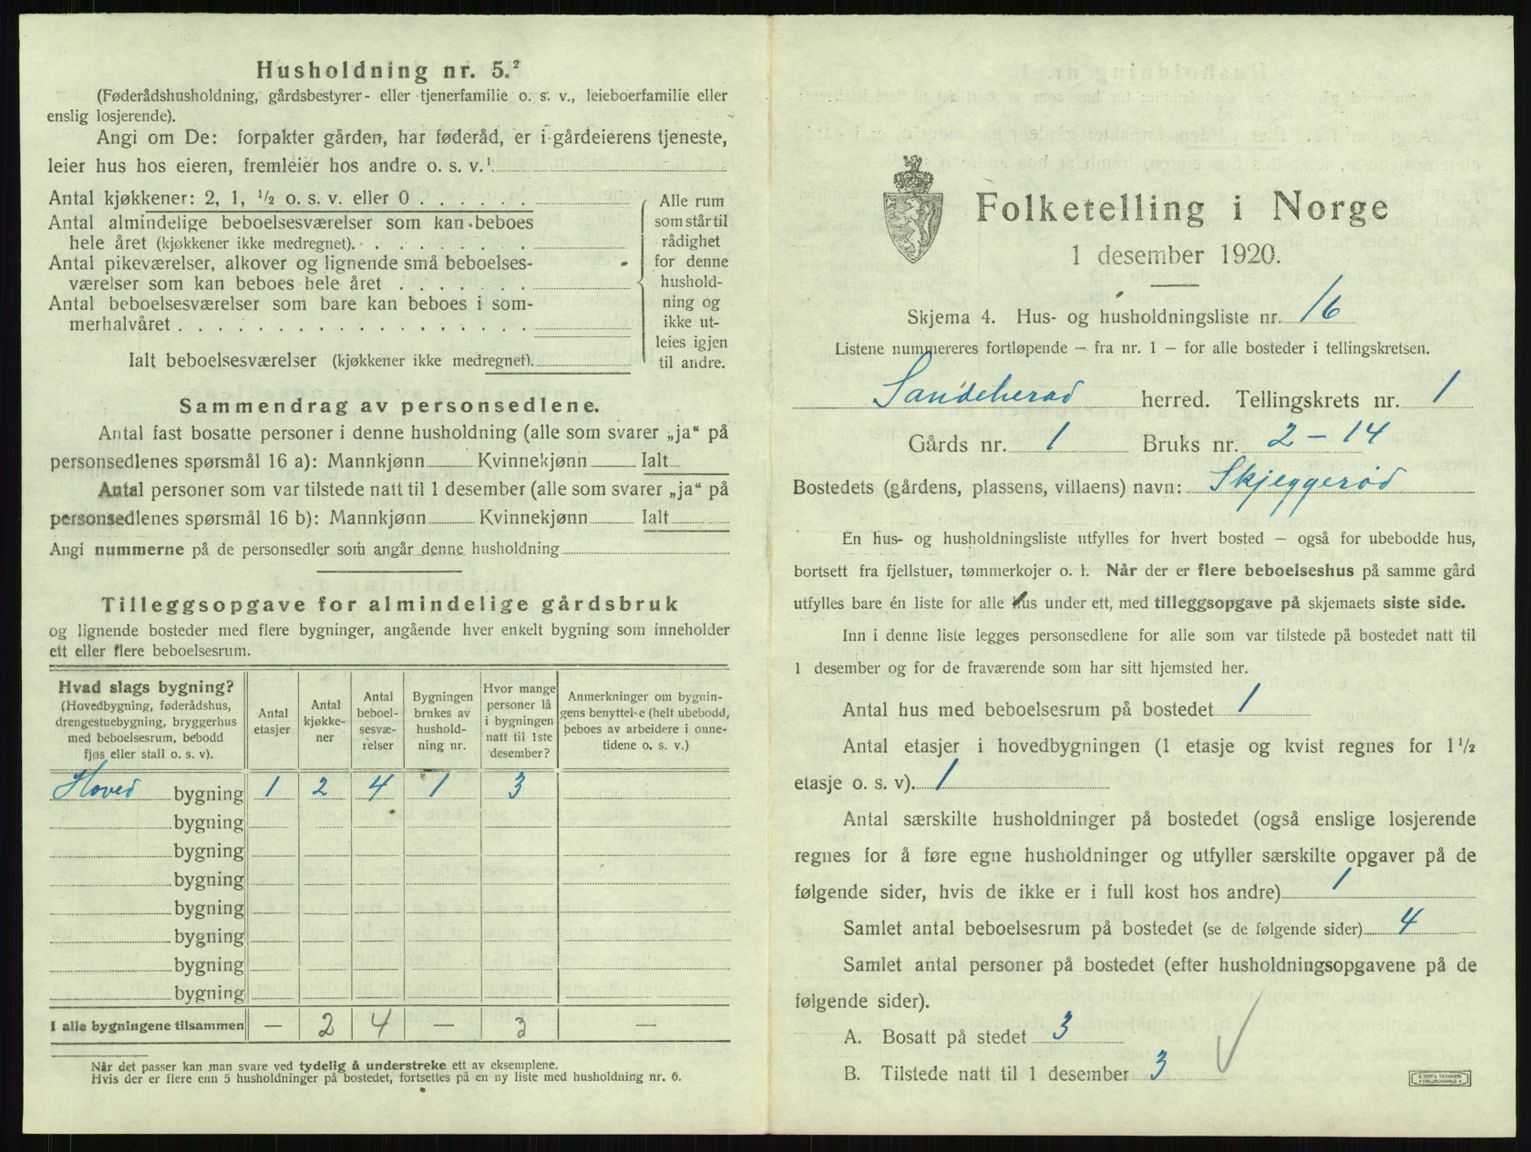 Husholdning nr. 5.²
(Føderådshusholdning, gårdsbestyrer- eller tjenerfamilie o. s. v., leieboerfamilie eller
enslig losjerende).
Angi om De: forpakter gården, har føderåd, er i gårdeierens tjeneste,
leier hus hos eieren, fremleier hos andre o. s. v.¹
Antal kjøkkener: 2, 1, ½ o. s. v. eller 0 . . . . . .
Antal almindelige beboelsesværelser som kan beboes
hele året (kjøkkener ikke medregnet). . . . . . . .
Antal pikeværelser, alkover og lignende små beboelses-
værelser som kan beboes hele året . . . . . . .
Antal beboelsesværelser som bare kan beboes i som-
merhalvåret . . . . . . . . . . . . . . . . . .
Ialt beboelsesværelser (kjøkkener ikke medregnet).
Alle rum
som står til
rådighet
for denne
hushold-
ning og
ikke ut-
leies igjen
til andre.
Sammendrag av personsedlene.
Antal fast bosatte personer i denne husholdning (alle som svarer „ja“ på
personsedlenes spørsmål 16 a): Mannkjønn Kvinnekjønn Ialt
Antal personer som var tilstede natt til 1 desember (alle som svarer „ja“ på
personsedlenes spørsmål 16 b): Mannkjønn Kvinnekjønn Ialt
Angi nummerne på de personsedler som angår denne husholdning
Tilleggsopgave for almindelige gårdsbruk
og lignende bosteder med flere bygninger, angående hver enkelt bygning som inneholder
ett eller flere beboelsesrum.
Hvad slags bygning?
(Hovedbygning, føderådshus,
drengestuebygning, bryggerhus
med beboelsesrum, bebodd
fjøs eller stall o. s. v).
Antal
etasjer
Antal
kjøkke-
ner
Antal
beboel-
sesvæ-
relser
Bygningen
brukes av
hushold-
ning nr.
Hvor mange
personer lå
i bygningen
natt til 1ste
desember?
Anmerkninger om bygnin-
gens benyttelse (helt ubebodd,
beboes av arbeidere i onne-
tidene o. s. v.)
Hoved bygning 1 2 4 1 3
bygning
bygning
bygning
bygning
bygning
bygning
bygning
I alle bygningene tilsammen — 2 4 — 3 —
Når det passer kan man svare ved tydelig å understreke ett av eksemplene.
Hvis der er flere enn 5 husholdninger på bostedet, fortsettes på en ny liste med husholdning nr. 6.
Folketelling i Norge
1 desember 1920.
Skjema 4. Hus- og husholdningsliste nr. 16
Listene nummereres fortløpende — fra nr. 1 — for alle bosteder i tellingskretsen.
Sandeherad herred. Tellingskrets nr. 1
Gårds nr. 1 Bruks nr. 2 – 14
Bostedets (gårdens, plassens, villaens) navn: Skjeggerød
En hus- og husholdningsliste utfylles for hvert bosted — også for ubebodde hus,
bortsett fra fjellstuer, tømmerkojer o. l. Når der er flere beboelseshus på samme gård
utfylles bare én liste for alle hus under ett, med tilleggsopgave på skjemaets siste side.
Inn i denne liste legges personsedlene for alle som var tilstede på bostedet natt til
1 desember og for de fraværende som har sitt hjemsted her.
Antal hus med beboelsesrum på bostedet 1
Antal etasjer i hovedbygningen (1 etasje og kvist regnes for 1½
etasje o. s. v). 1
Antal særskilte husholdninger på bostedet (også enslige losjerende
regnes for å føre egne husholdninger og utfyller særskilte opgaver på de
følgende sider, hvis de ikke er i full kost hos andre) 1
Samlet antal beboelsesrum på bostedet (se de følgende sider) 4
Samlet antal personer på bostedet (efter husholdningsopgavene på de
følgende sider).
A. Bosatt på stedet 3
B. Tilstede natt til 1 desember 3